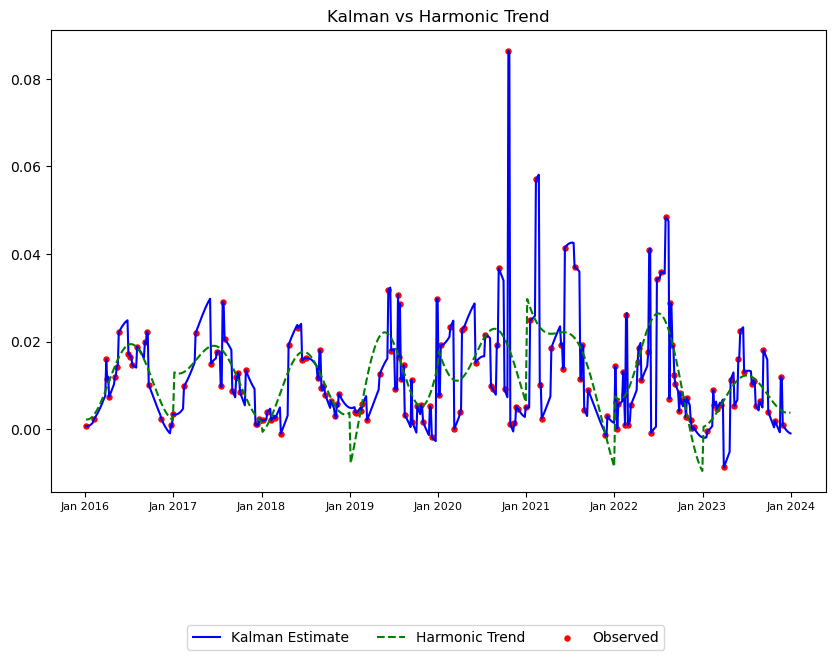 Kalman vs Harmonic Trend
0.08
0.06
0.04
0.02
0.00
Jan 2016 Jan 2017 Jan 2018 Jan 2019 Jan 2020 Jan 2021 Jan 2022 Jan 2023 Jan 2024
Kalman Estimate Harmonic Trend Observed